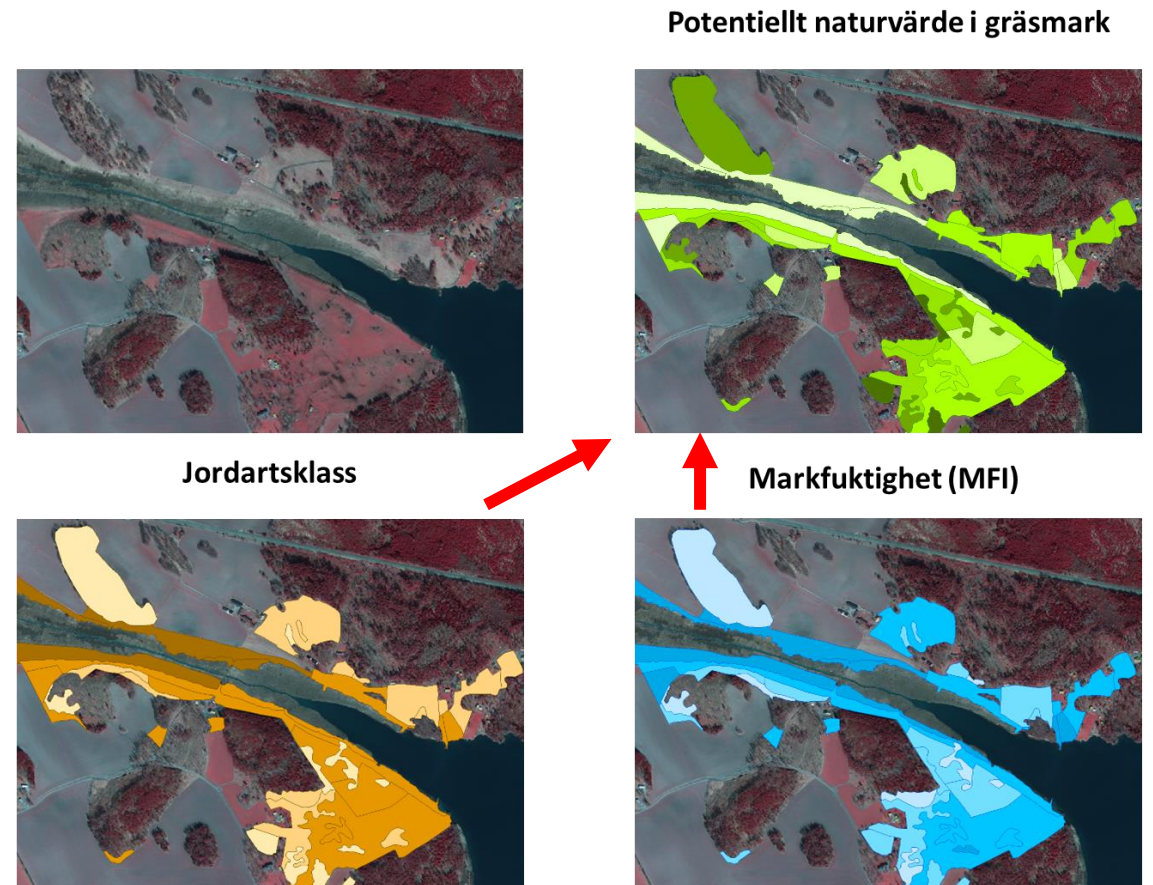 Potentiellt naturvärde i gräsmark
Jordartsklass
Markfuktighet (MFI)